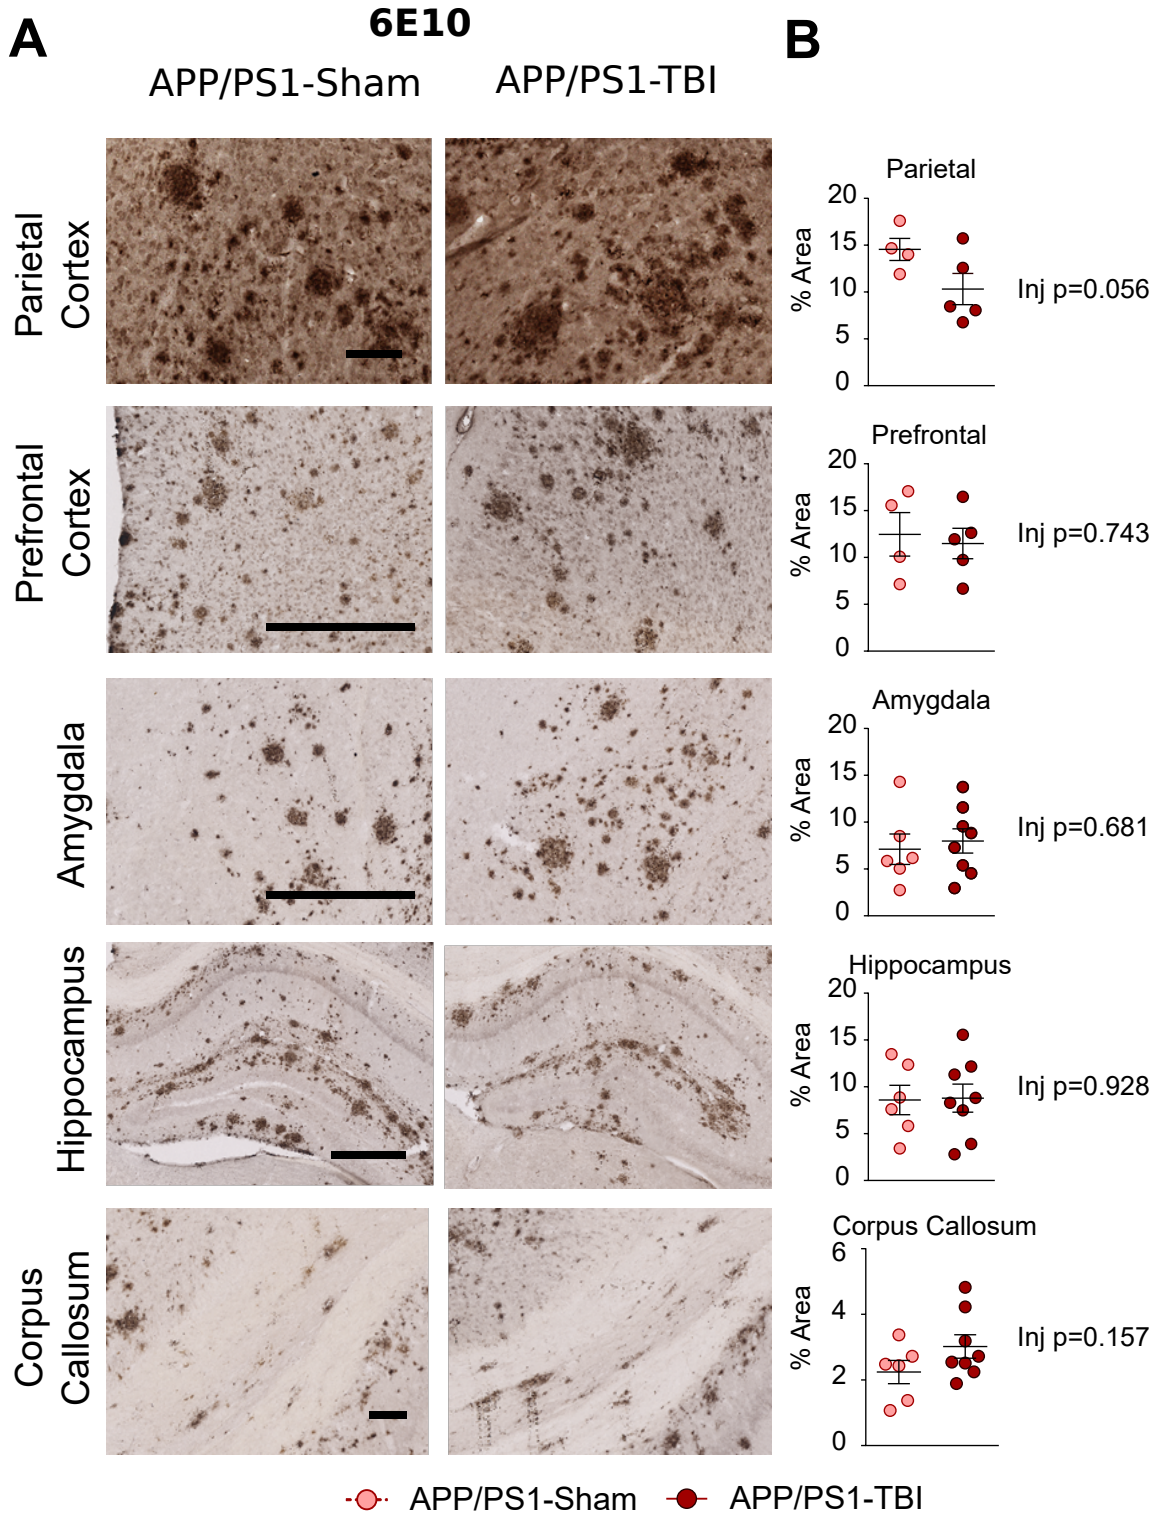 A
6E10
B
APP/PS1-Sham
APP/PS1-TBI
Parietal
Cortex
Parietal
20
15
10
5
0
% Area
Inj p=0.056
Prefrontal
Cortex
Prefrontal
20
15
10
5
0
% Area
Inj p=0.743
Amygdala
Amygdala
20
15
10
5
0
% Area
Inj p=0.681
Hippocampus
Hippocampus
20
15
10
5
0
% Area
Inj p=0.928
Corpus
Callosum
Corpus Callosum
6
4
2
0
% Area
Inj p=0.157
APP/PS1-Sham
APP/PS1-TBI